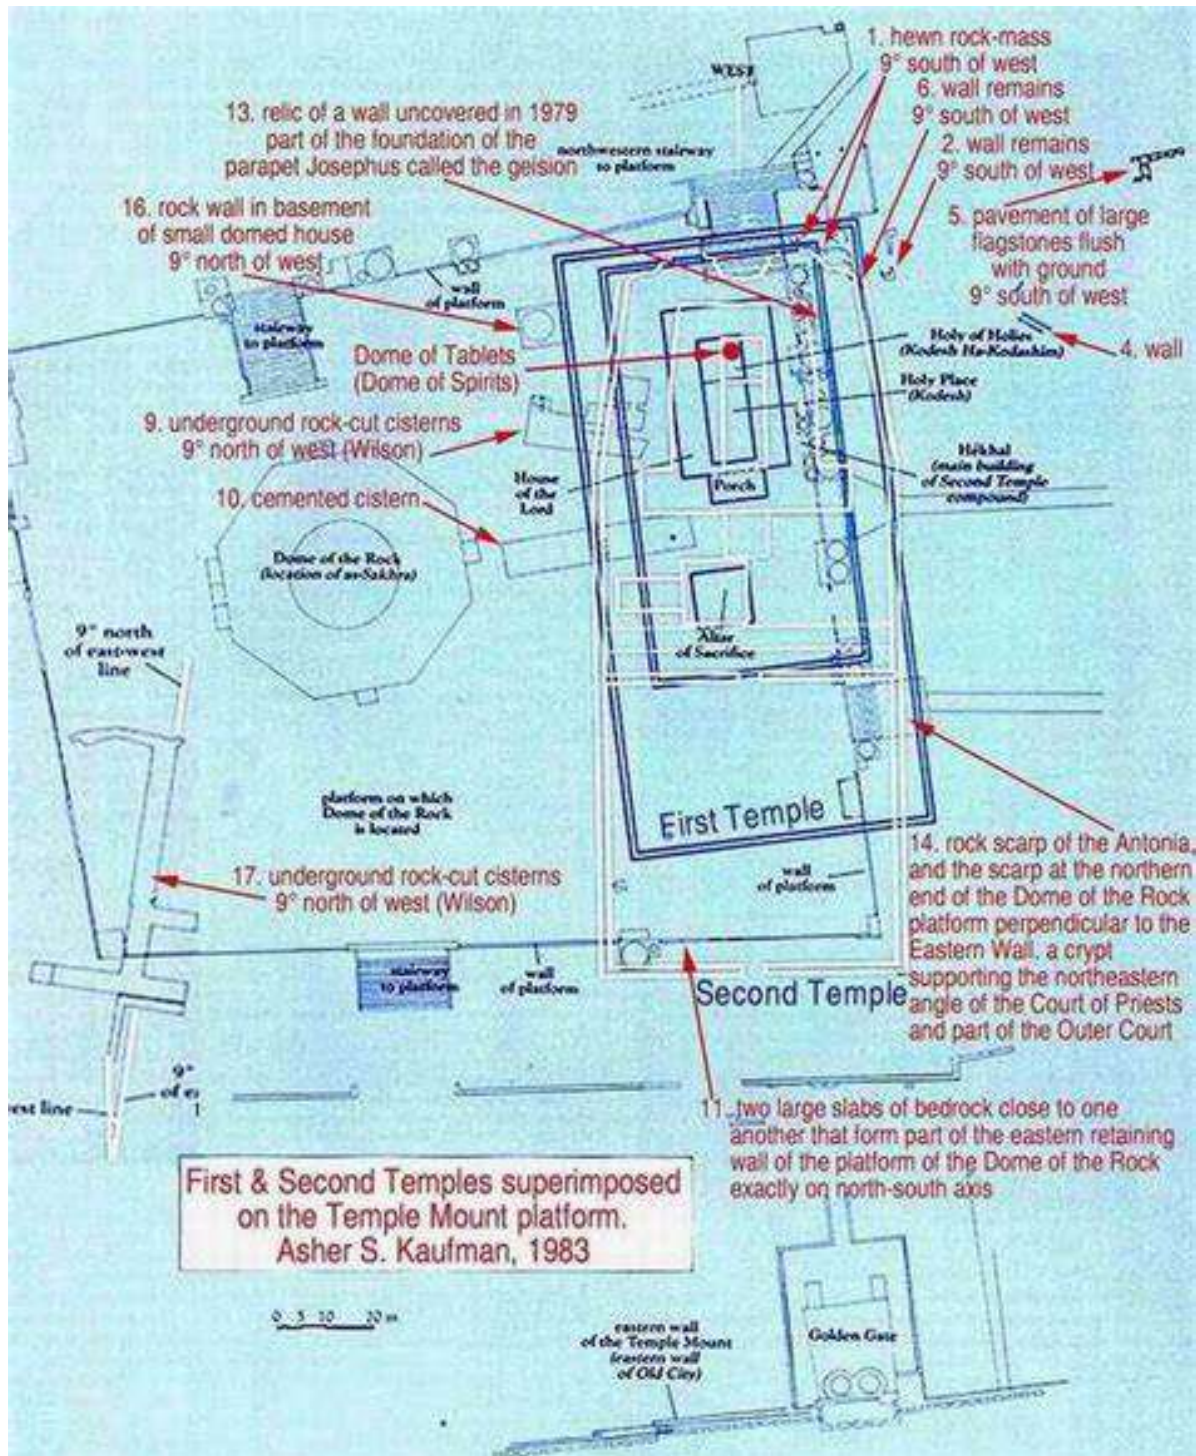 WEST
1. hewn rock-mass
9° south of west
6. wall remains
9° south of west
2. wall remains
9° south of west
5. pavement of large
flagstones flush
with ground
9° south of west
4. wall
13. relic of a wall uncovered in 1979
part of the foundation of the
parapet Josephus called the geision
northwestern stairway
to platform
16. rock wall in basement
of small domed house
9° north of west
wall
of platform
stairway
to platform
Dome of Tablets
(Dome of Spirits)
Holy of Holies
(Kodesh Ha-Kodashim)
Holy Place
(Kodesh)
9. underground rock-cut cisterns
9° north of west (Wilson)
House
of the
Lord
Porch
Hekhal
(main building
of Second Temple
compound)
10. cemented cistern
Dome of the Rock
(location of as-Sakhra)
Altar
of Sacrifice
9° north
of east-west
line
platform on which
Dome of the Rock
is located
First Temple
17. underground rock-cut cisterns
9° north of west (Wilson)
wall
of platform
14. rock scarp of the Antonia,
and the scarp at the northern
end of the Dome of the Rock
platform perpendicular to the
Eastern Wall. a crypt
supporting the northeastern
angle of the Court of Priests
and part of the Outer Court
stairway
to platform
wall
of platform
Second Temple
9°
of e
1
est line
11. two large slabs of bedrock close to one
another that form part of the eastern retaining
wall of the platform of the Dome of the Rock
exactly on north-south axis
First & Second Temples superimposed
on the Temple Mount platform.
Asher S. Kaufman, 1983
0 5 10 20 m
eastern wall
of the Temple Mount
(eastern wall
of Old City)
Golden Gate